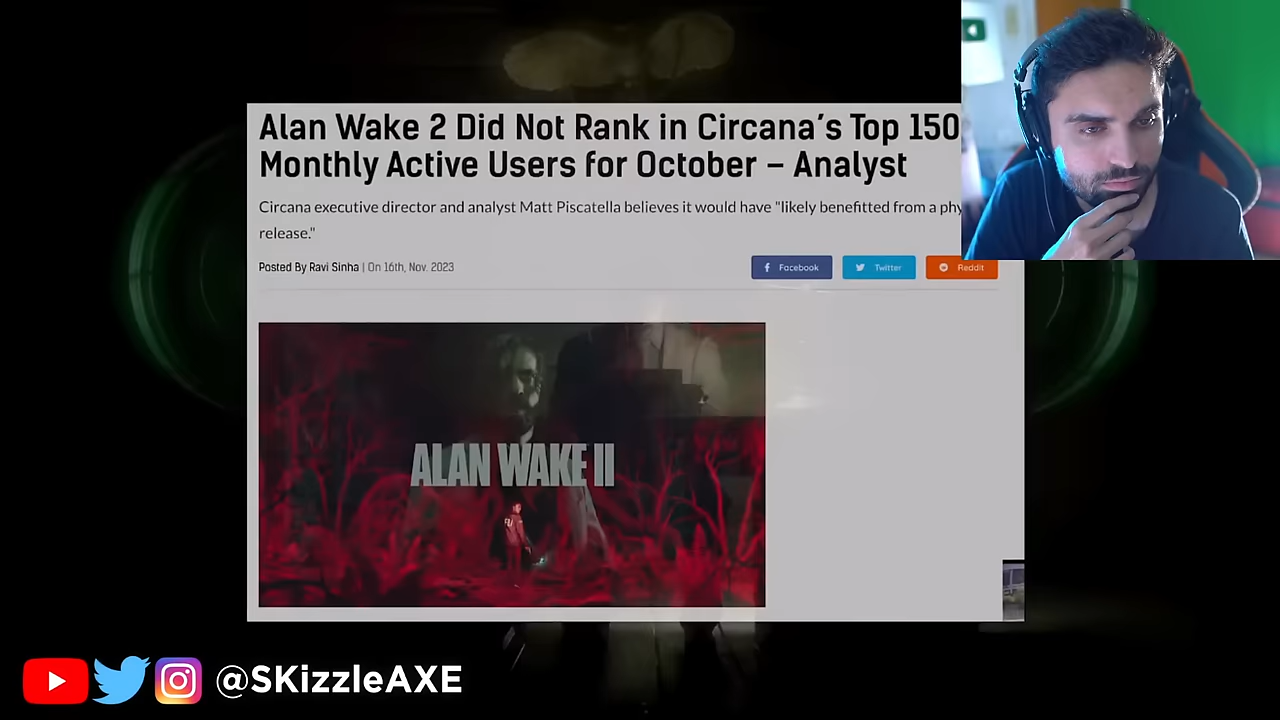 Alan Wake 2 Did Not Rank in Circana's Top 150
Monthly Active Users for October – Analyst
Circana executive director and analyst Matt Piscatella believes it would have "likely benefitted from a
release."
Posted By Ravi Sinha | On 16th, Nov. 2023
Facebook
Twitter
Reddit
ALAN WAKE II
@SKizzleAXE